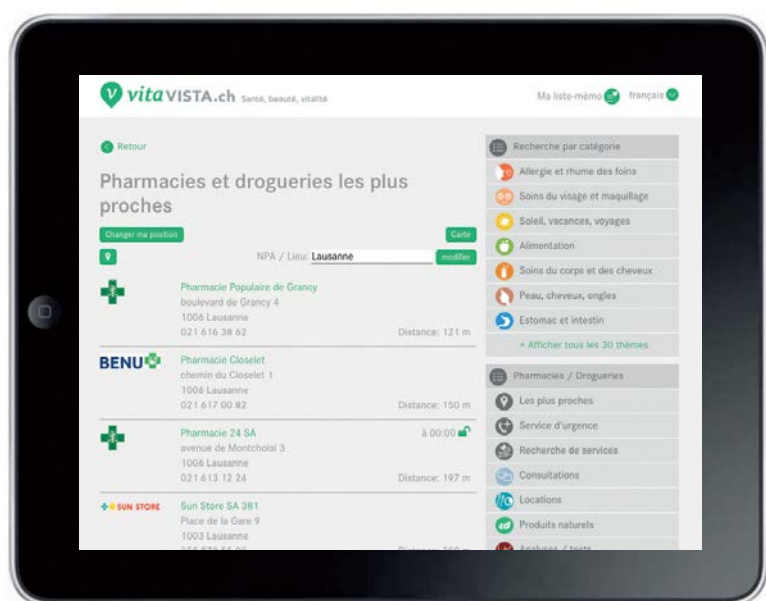 vitaVISTA.ch Santé, beauté, vitalité
Ma liste-mémo
français
Retour
Pharmacies et drogueries les plus
proches
Changer ma position
Carte
NPA / Lieu: Lausanne
modifier
Pharmacie Populaire de Grancy
boulevard de Grancy 4
1006 Lausanne
021 616 38 62
Distance: 121 m
BENU
Pharmacie Closelet
chemin du Closelet 1
1006 Lausanne
021 617 00 82
Distance: 150 m
Pharmacie 24 SA
à 00:00
avenue de Montchoisi 3
1006 Lausanne
021 613 12 24
Distance: 197 m
SUN STORE
Sun Store SA 381
Place de la Gare 9
1003 Lausanne
Recherche par catégorie
Allergie et rhume des foins
Soins du visage et maquillage
Soleil, vacances, voyages
Alimentation
Soins du corps et des cheveux
Peau, cheveux, ongles
Estomac et intestin
+ Afficher tous les 30 thèmes
Pharmacies / Drogueries
Les plus proches
Service d'urgence
Recherche de services
Consultations
Locations
Produits naturels
Analyses / tests